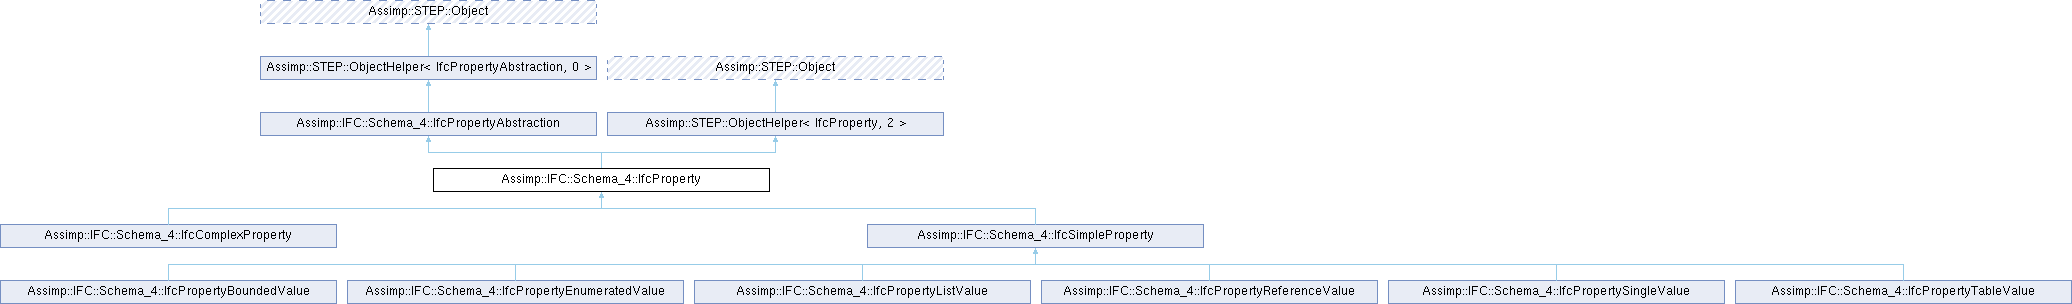 Assimp::STEP::Object
Assimp::STEP::ObjectHelper< IfcPropertyAbstraction, 0 >
Assimp::STEP::Object
Assimp::IFC::Schema_4::IfcPropertyAbstraction
Assimp::STEP::ObjectHelper< IfcProperty, 2 >
Assimp::IFC::Schema_4::IfcProperty
Assimp::IFC::Schema_4::IfcComplexProperty
Assimp::IFC::Schema_4::IfcSimpleProperty
Assimp::IFC::Schema_4::IfcPropertyBoundedValue
Assimp::IFC::Schema_4::IfcPropertyEnumeratedValue
Assimp::IFC::Schema_4::IfcPropertyListValue
Assimp::IFC::Schema_4::IfcPropertyReferenceValue
Assimp::IFC::Schema_4::IfcPropertySingleValue
Assimp::IFC::Schema_4::IfcPropertyTableValue